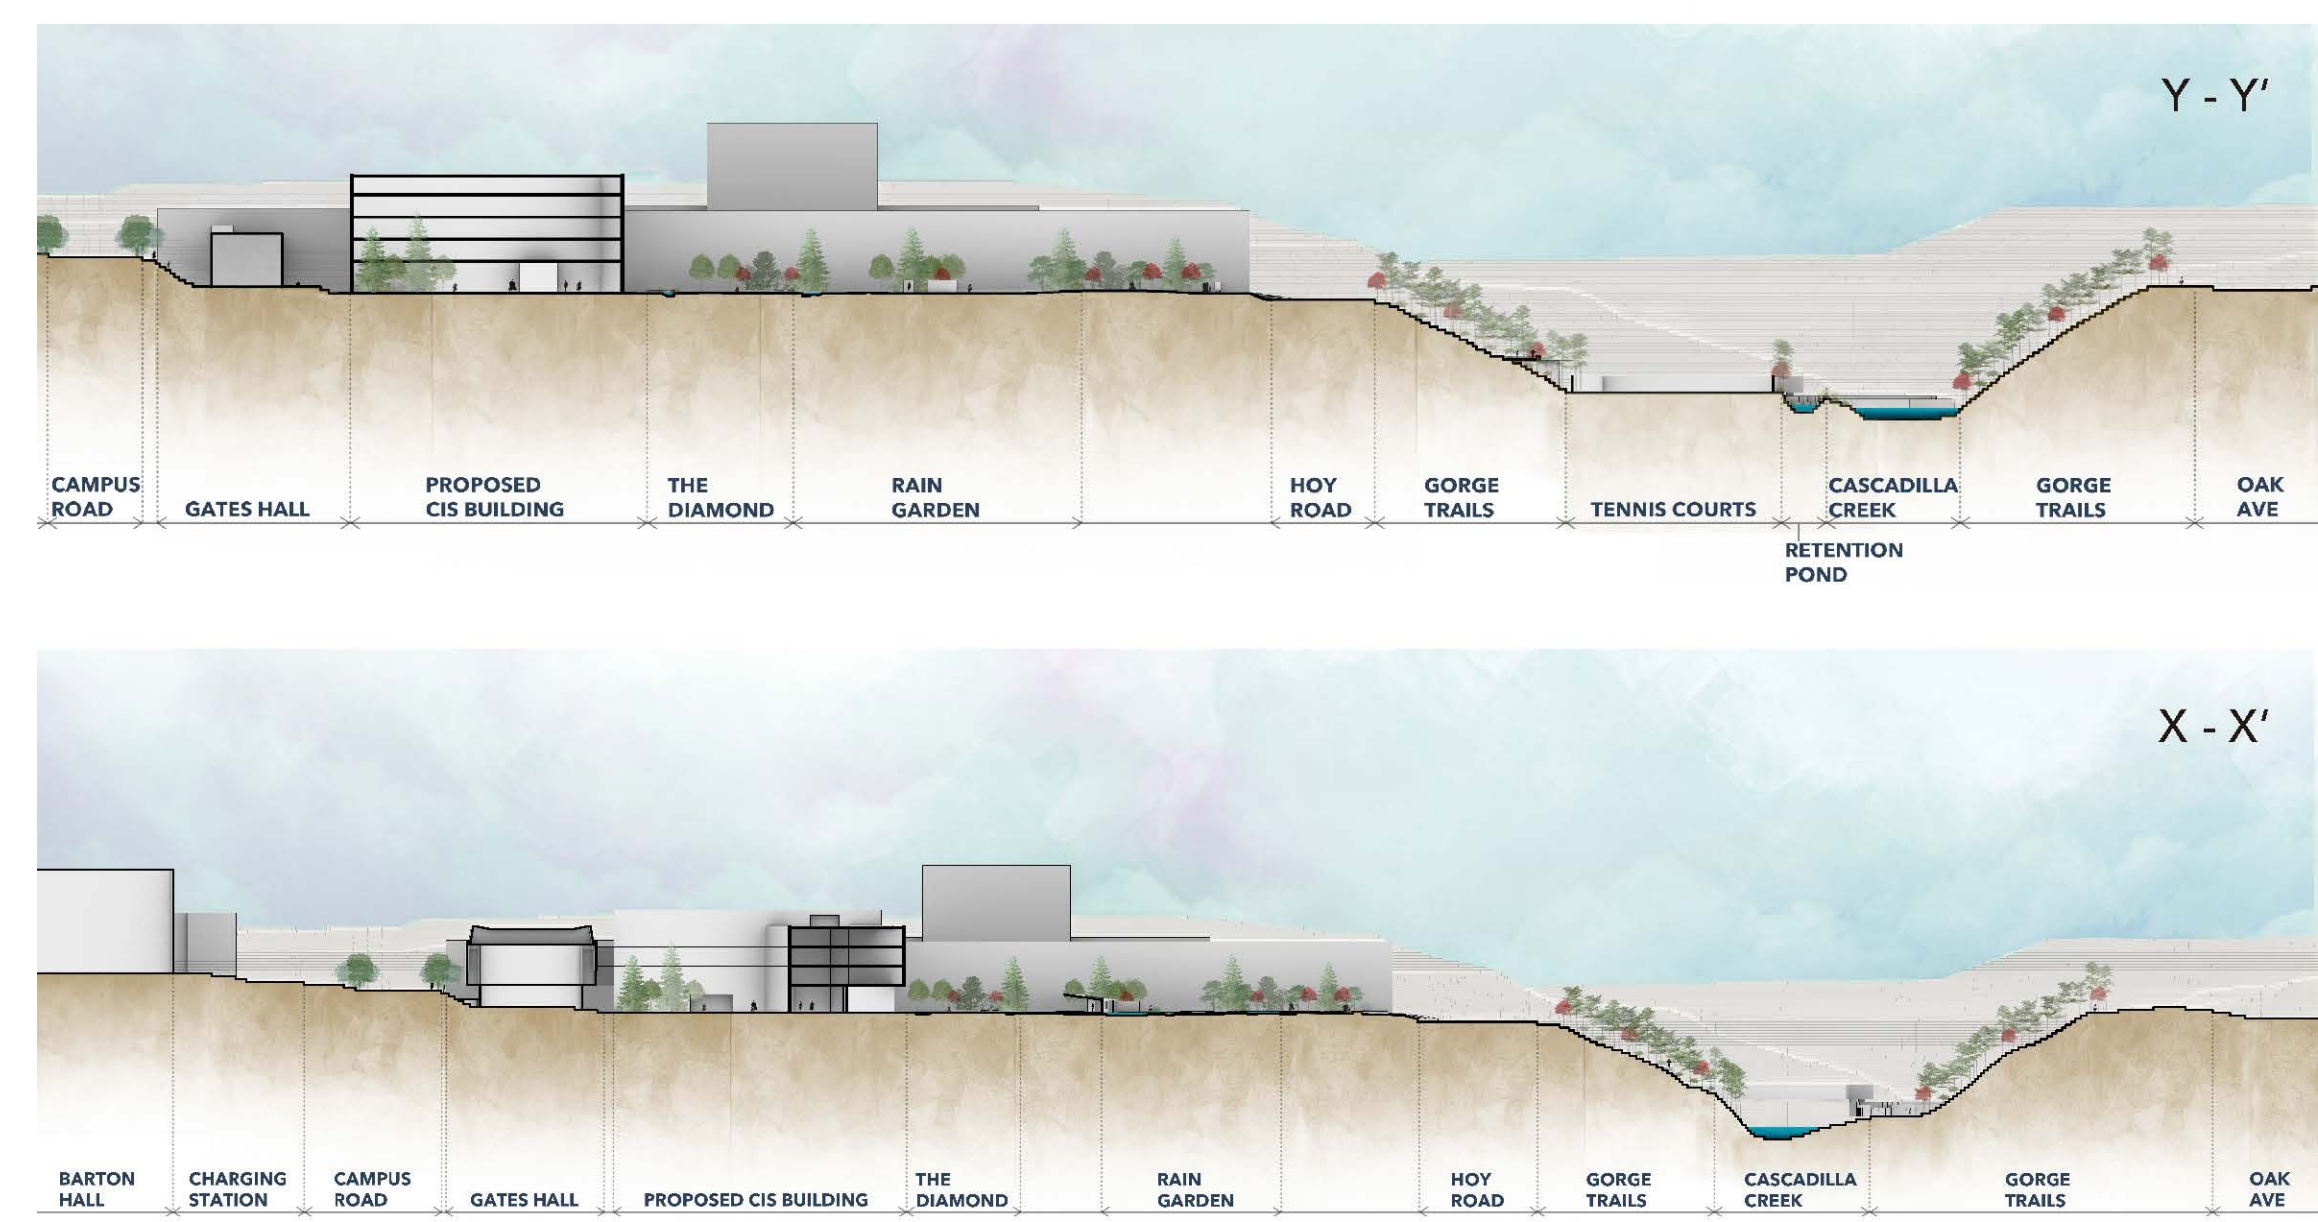 Y - Y'
CAMPUS
ROAD
GATES HALL
PROPOSED
CIS BUILDING
THE
DIAMOND
RAIN
GARDEN
HOY
ROAD
GORGE
TRAILS
TENNIS COURTS
RETENTION
POND
CASCADILLA
CREEK
GORGE
TRAILS
OAK
AVE
X - X'
BARTON
HALL
CHARGING
STATION
CAMPUS
ROAD
GATES HALL
PROPOSED CIS BUILDING
THE
DIAMOND
RAIN
GARDEN
HOY
ROAD
GORGE
TRAILS
CASCADILLA
CREEK
GORGE
TRAILS
OAK
AVE